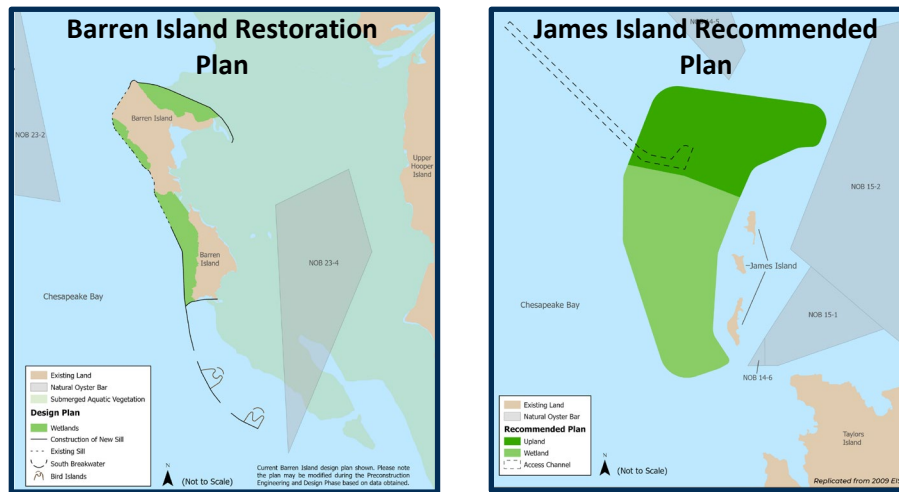 Barren Island Restoration
Plan
NOB 23-2
Barren Island
Upper
Hooper
Island
Barren
Island
NOB 23-4
Chesapeake Bay
Existing Land
Natural Oyster Bar
Submerged Aquatic Vegetation
Design Plan
Wetlands
Construction of New Sill
Existing Sill
South Breakwater
Bird Islands
N
(Not to Scale)
Current Barren Island design plan shown. Please note
the plan may be modified during the Preconstruction
Engineering and Design Phase based on data obtained.
James Island Recommended
Plan
NOB 15-2
James Island
Chesapeake Bay
NOB 15-1
NOB 14-6
Existing Land
Natural Oyster Bar
Recommended Plan
Upland
Wetland
Access Channel
N
(Not to Scale)
Taylors
Island
Replicated from 2009 EIS